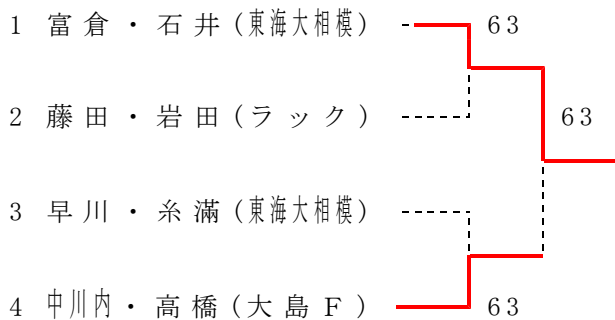 1 富倉・石井(東海大相模) 63
2 藤田・岩田(ラック) 63
3 早川・糸滿(東海大相模)
4 中川内・高橋(大島F) 63